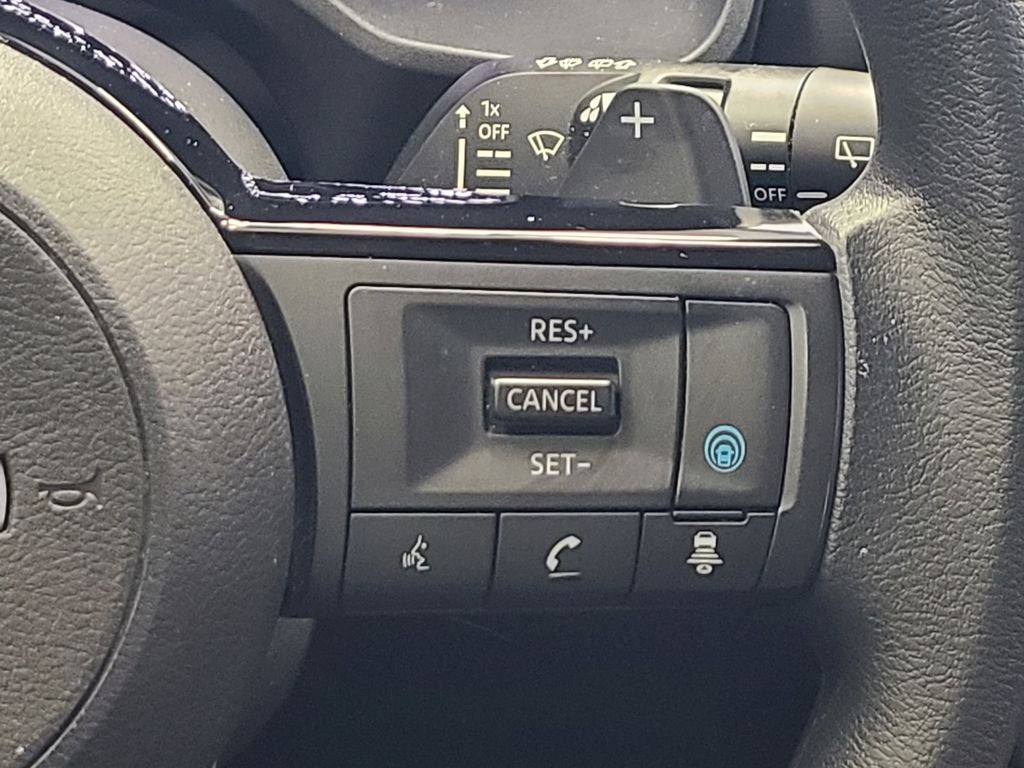 1x
OFF
+
OFF
RES+
CANCEL
SET-